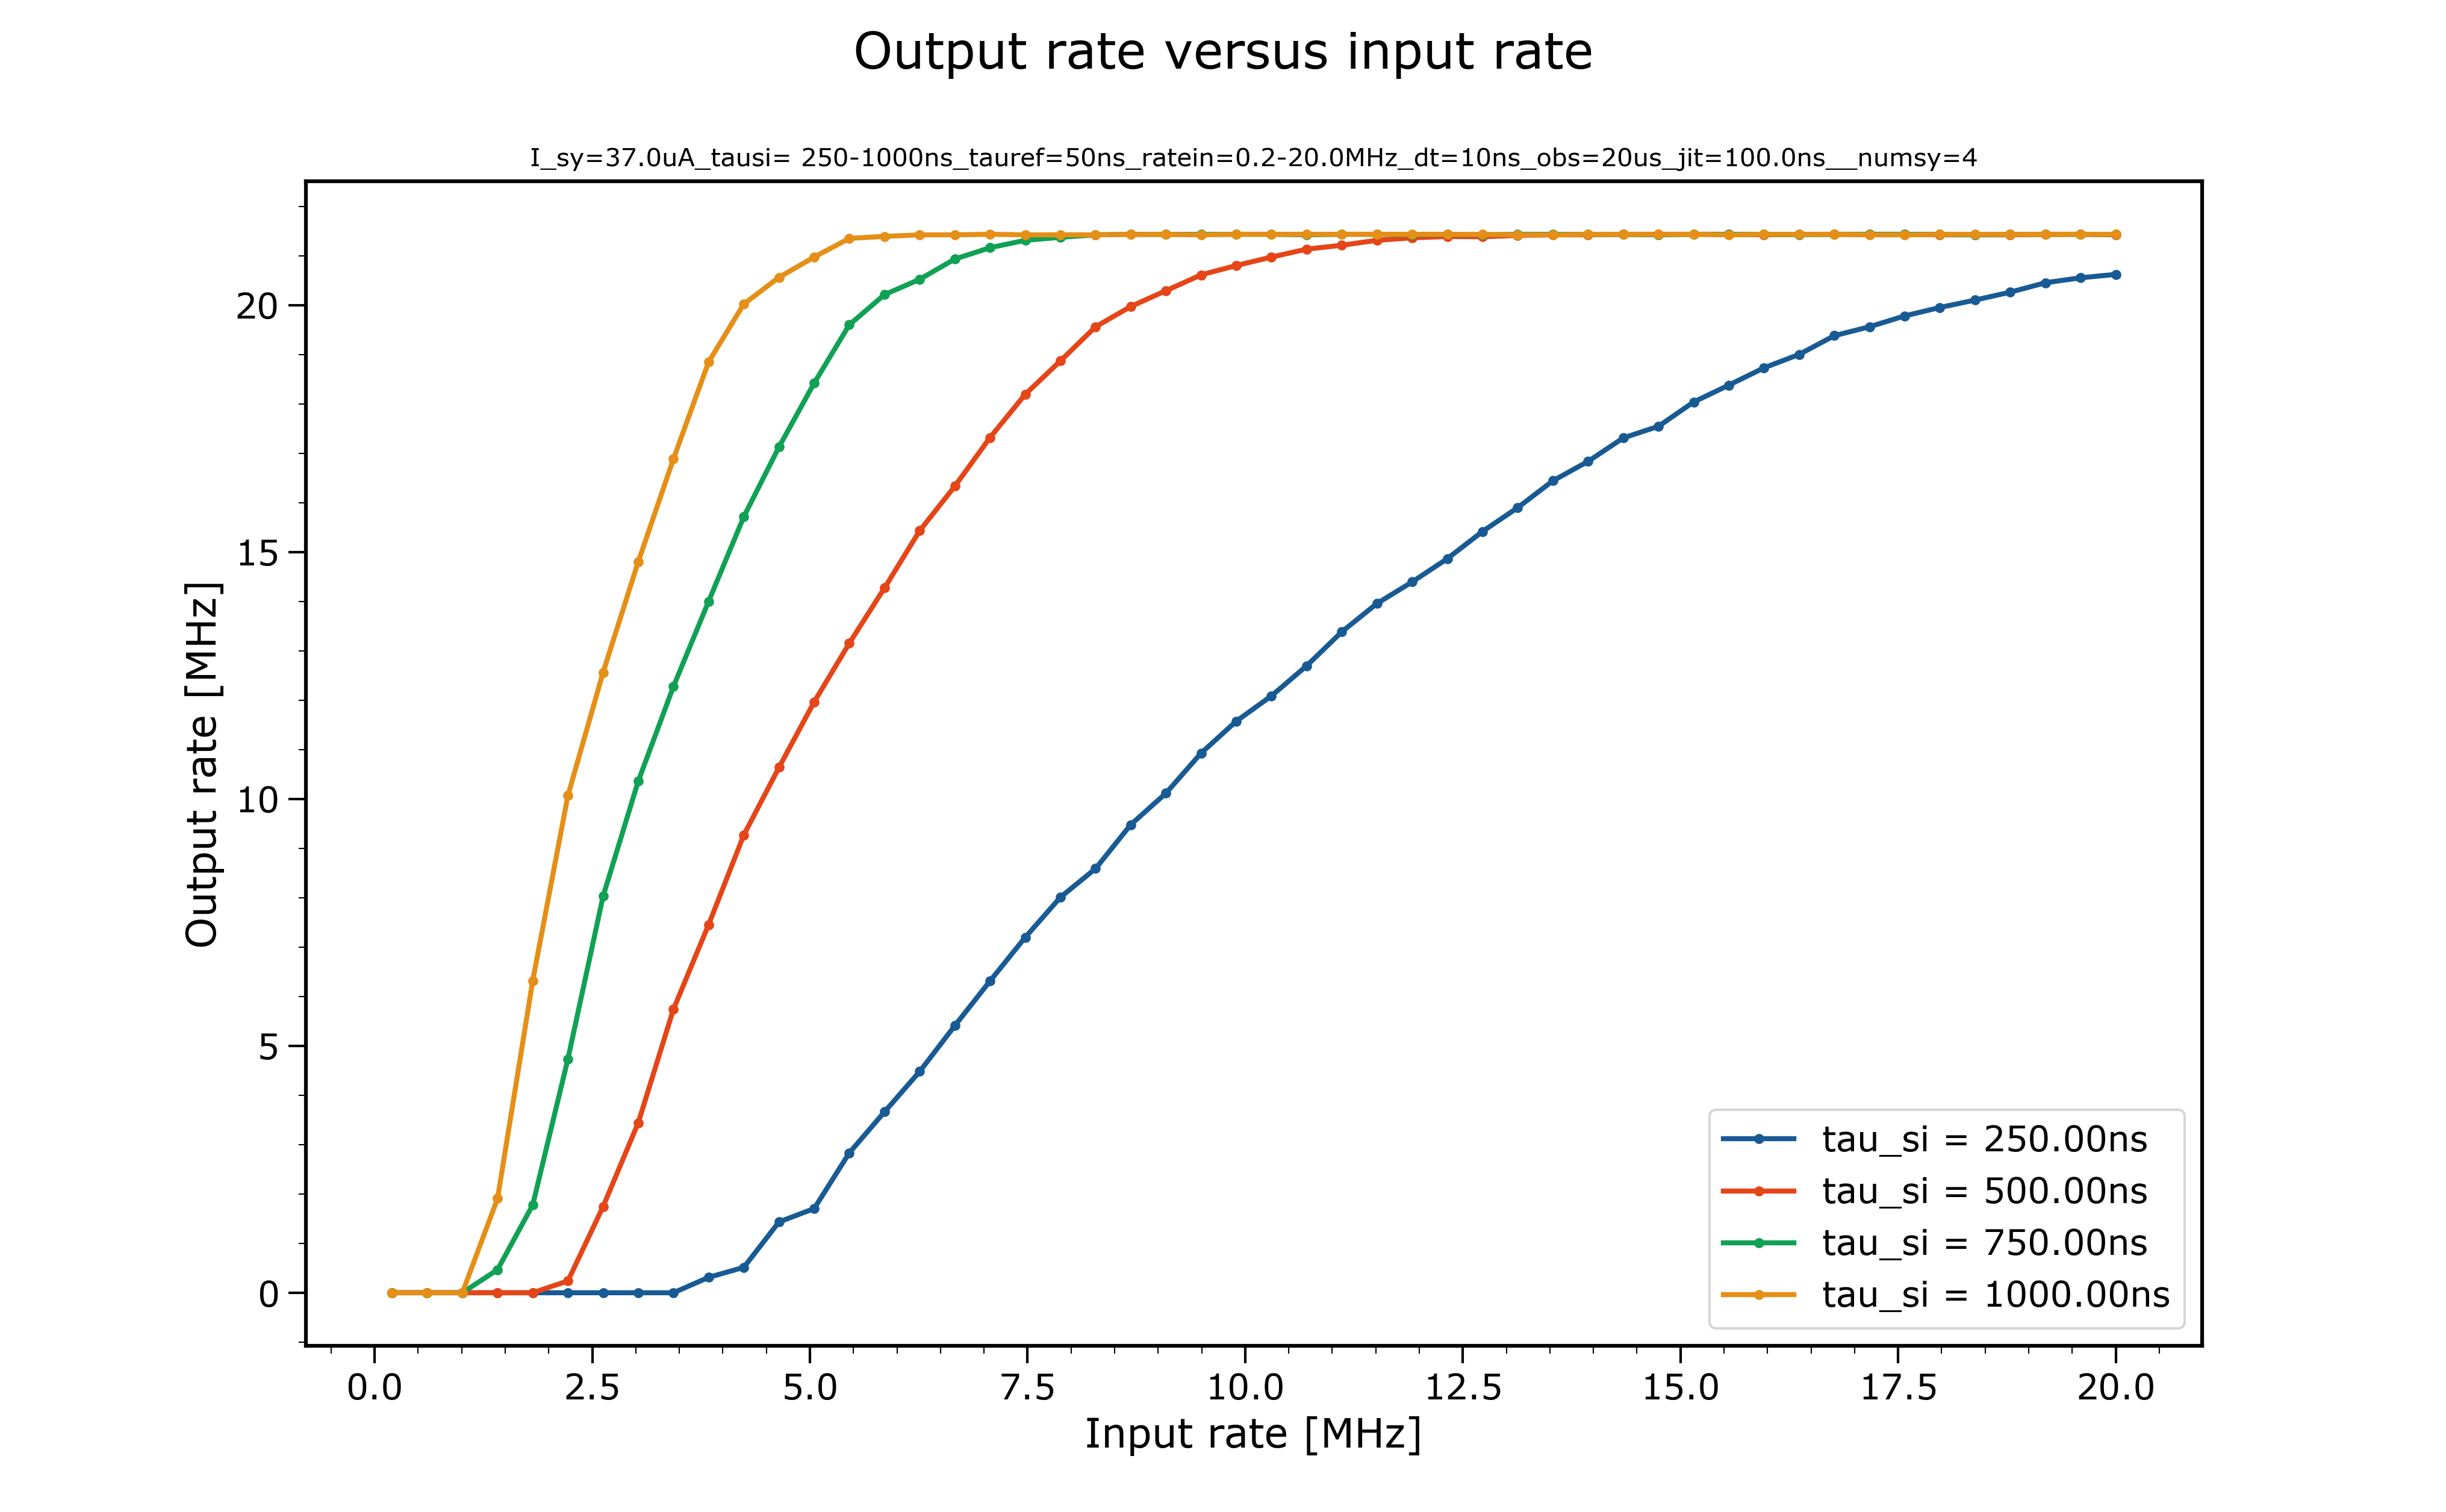 Output rate versus input rate
I_sy=37.0uA_tausi= 250-1000ns_tauref=50ns_ratein=0.2-20.0MHz_dt=10ns_obs=20us_jit=100.0ns__numsy=4
Output rate [MHz]
20
15
10
5
0
tau_si = 250.00ns
tau_si = 500.00ns
tau_si = 750.00ns
tau_si = 1000.00ns
0.0 2.5 5.0 7.5 10.0 12.5 15.0 17.5 20.0
Input rate [MHz]